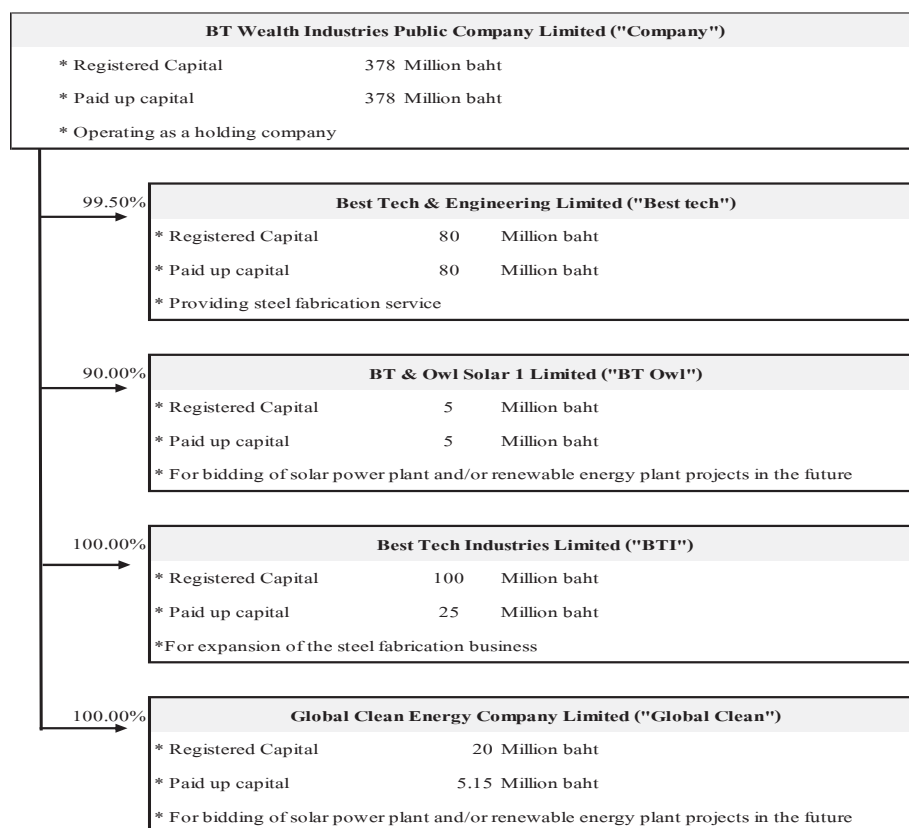 BT Wealth Industries Public Company Limited ("Company")
* Registered Capital 378 Million baht
* Paid up capital 378 Million baht
* Operating as a holding company
99.50%
Best Tech & Engineering Limited ("Best tech")
* Registered Capital 80 Million baht
* Paid up capital 80 Million baht
* Providing steel fabrication service
90.00%
BT & Owl Solar 1 Limited ("BT Owl")
* Registered Capital 5 Million baht
* Paid up capital 5 Million baht
* For bidding of solar power plant and/or renewable energy plant projects in the future
100.00%
Best Tech Industries Limited ("BTI")
* Registered Capital 100 Million baht
* Paid up capital 25 Million baht
*For expansion of the steel fabrication business
100.00%
Global Clean Energy Company Limited ("Global Clean")
* Registered Capital 20 Million baht
* Paid up capital 5.15 Million baht
* For bidding of solar power plant and/or renewable energy plant projects in the future